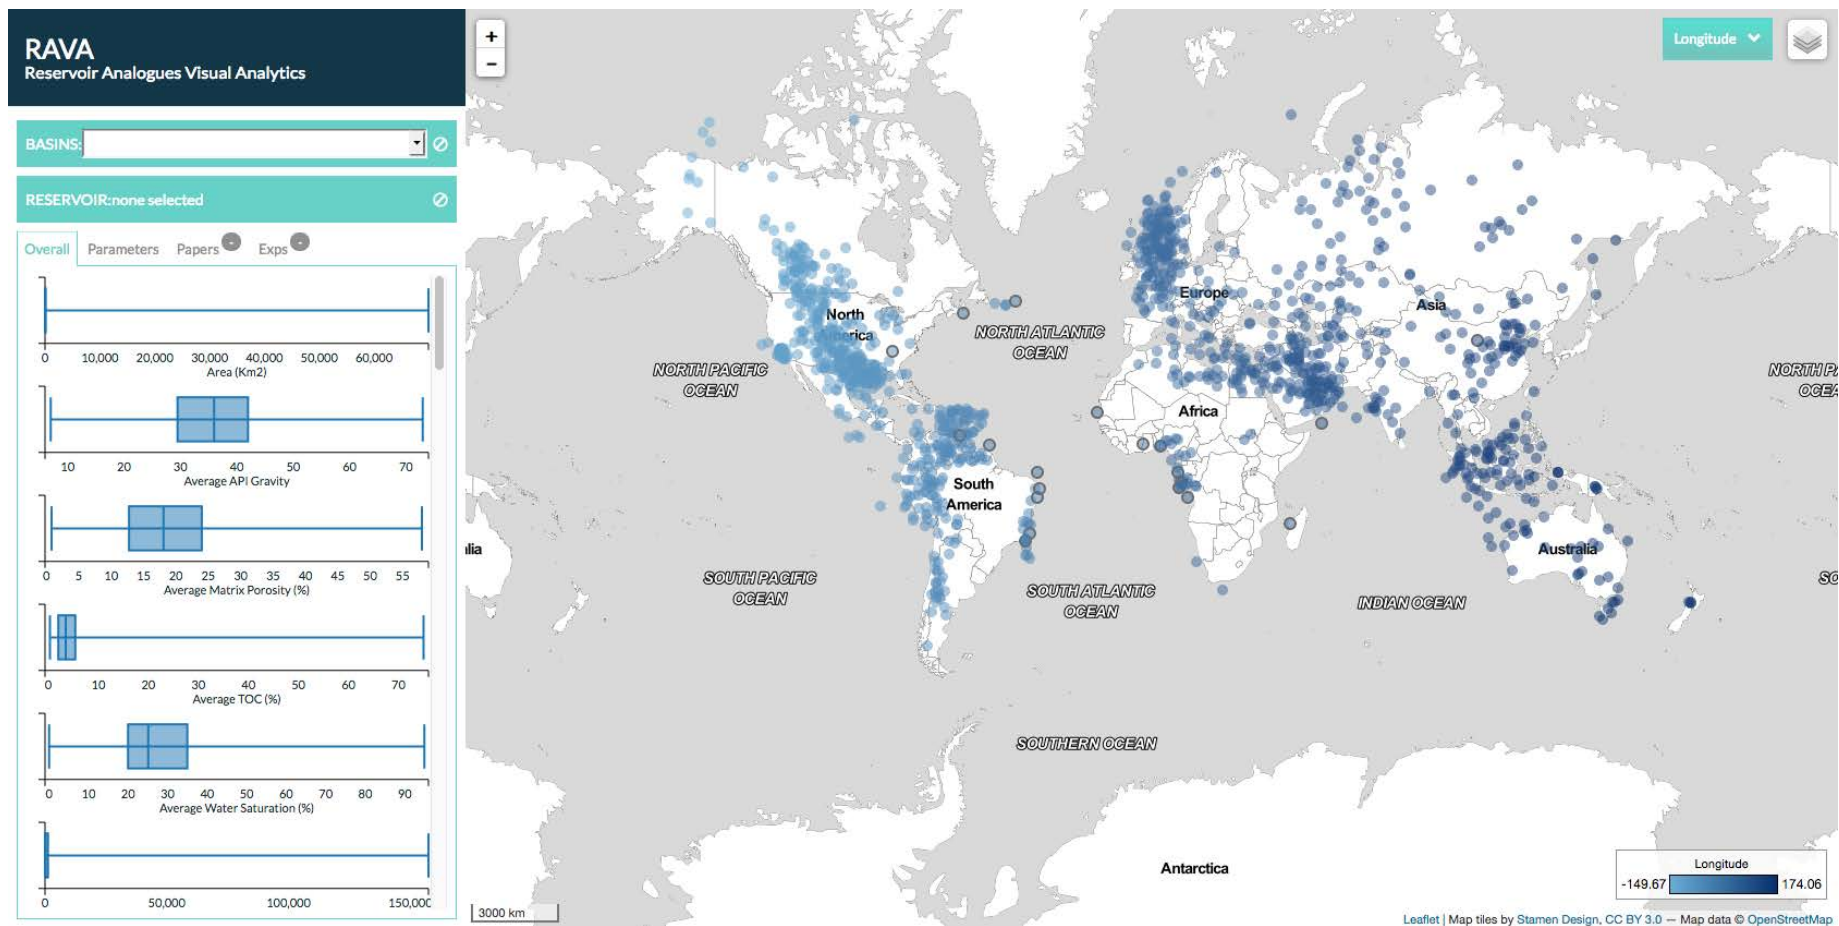 RAVA
Reservoir Analogues Visual Analytics
BASINS:
RESERVOIR:none selected
Overall
Parameters
Papers -
Exps -
0 10,000 20,000 30,000 40,000 50,000 60,000
Area (Km2)
10 20 30 40 50 60 70
Average API Gravity
0 5 10 15 20 25 30 35 40 45 50 55
Average Matrix Porosity (%)
0 10 20 30 40 50 60 70
Average TOC (%)
0 10 20 30 40 50 60 70 80 90
Average Water Saturation (%)
0 50,000 100,000 150,000
+
−
Longitude
Europe
Asia
North
America
NORTH ATLANTIC
OCEAN
NORTH PACIFIC
OCEAN
NORTH PA
OCEA
Africa
South
America
lia
Australia
SOUTH PACIFIC
OCEAN
SOUTH ATLANTIC
OCEAN
INDIAN OCEAN
SO
SOUTHERN OCEAN
Antarctica
Longitude
-149.67 174.06
3000 km
Leaflet | Map tiles by Stamen Design, CC BY 3.0 — Map data © OpenStreetMap